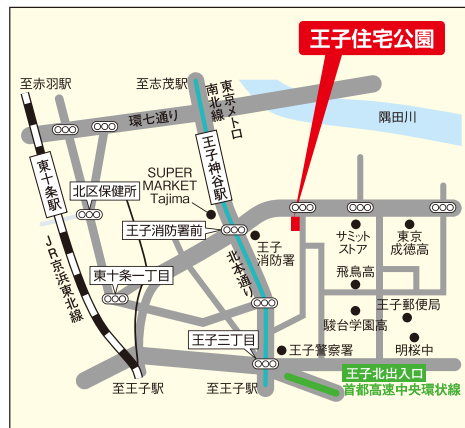 王子住宅公園
至赤羽駅
至志茂駅
東京メトロ
南北線
環七通り
隅田川
東十条駅
王子神谷駅
SUPER
MARKET
Tajima
北区保健所
王子消防署前
王子
消防署
サミット
ストア
東京
成徳高
北本通り
JR京浜東北線
東十条一丁目
飛鳥高
王子郵便局
駿台学園高
王子三丁目
王子警察署
明桜中
至王子駅
至王子駅
王子北出入口
首都高速中央環状線